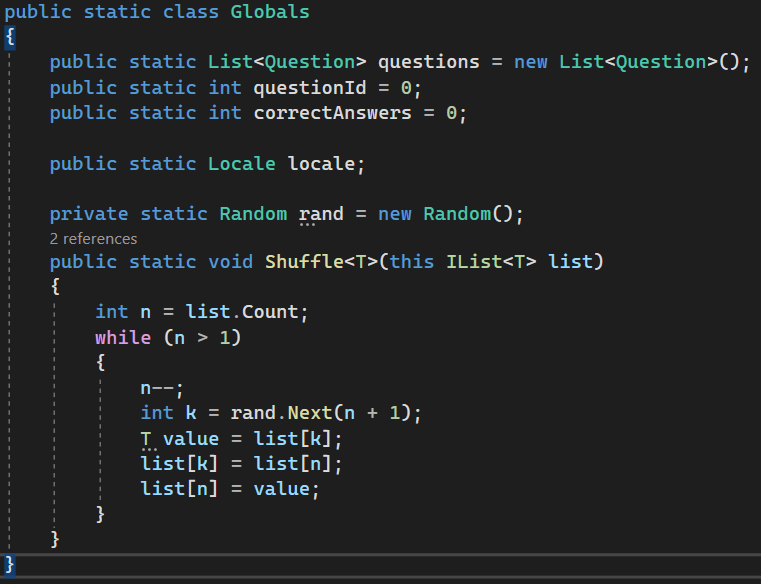 public static class Globals
{
    public static List<Question> questions = new List<Question>();
    public static int questionId = 0;
    public static int correctAnswers = 0;

    public static Locale locale;

    private static Random rand = new Random();
    2 references
    public static void Shuffle<T>(this IList<T> list)
    {
        int n = list.Count;
        while (n > 1)
        {
            n--;
            int k = rand.Next(n + 1);
            T value = list[k];
            list[k] = list[n];
            list[n] = value;
        }
    }
}